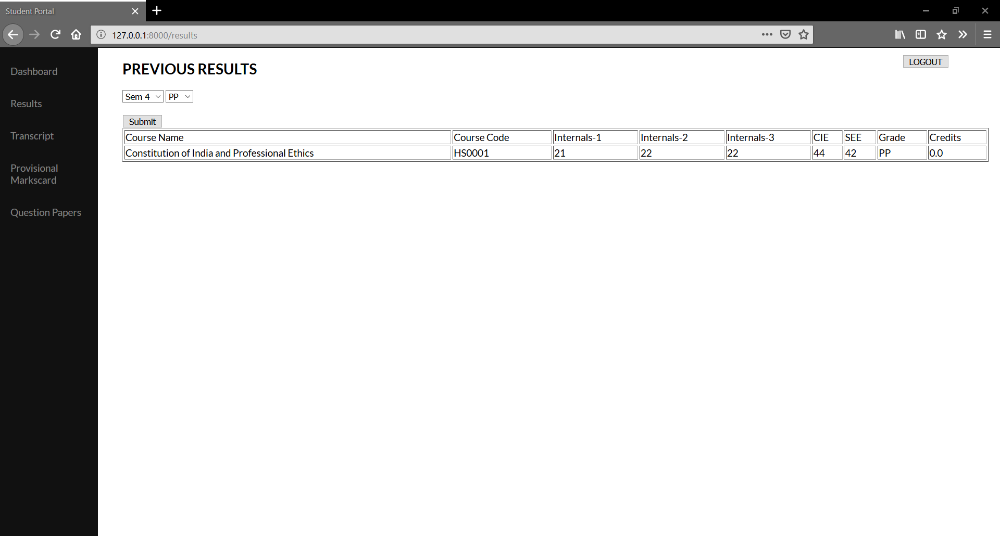 Student Portal
127.0.0.1:8000/results
Dashboard
Results
Transcript
Provisional
Markscard
Question Papers
LOGOUT
PREVIOUS RESULTS
Sem 4 PP
Submit
Course Name Course Code Internals-1 Internals-2 Internals-3 CIE SEE Grade Credits
Constitution of India and Professional Ethics HS0001 21 22 22 44 42 PP 0.0